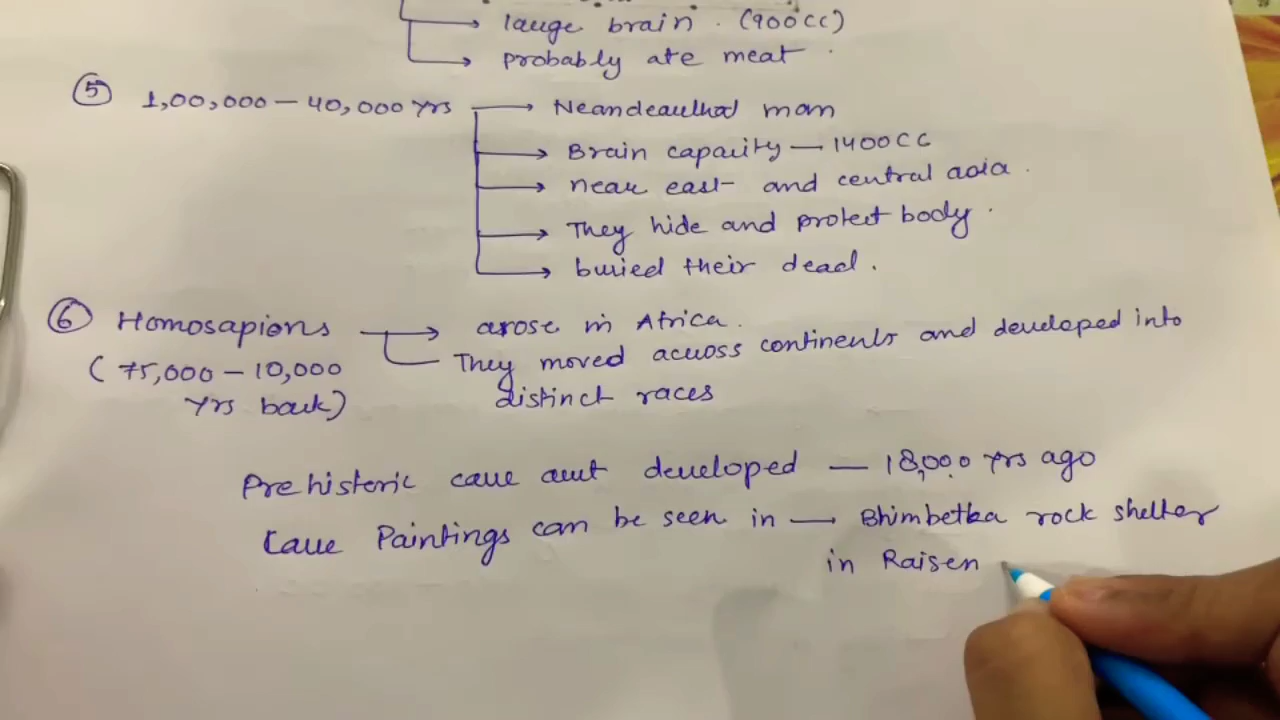 large brain. (900cc)
probably ate meat.
⑤ 1,00,000 – 40,000 yrs → Neandearlthal man
→ Brain capacity – 1400CC
→ near east- and central asia.
→ They hide and protect body.
→ buried their dead.
⑥ Homosapions → arose in Africa.
They moved across continents and developed into
(75,000 – 10,000 distinct races
yrs back)
Prehistoric cave art developed – 18,000 yrs ago
Cave Paintings can be seen in → Bhimbetka rock shelter
in Raisen